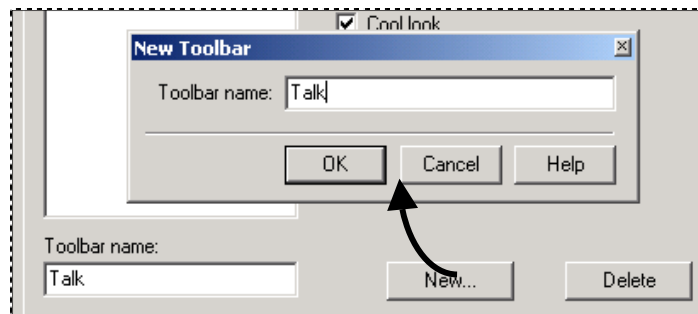 Cool look
New Toolbar
Toolbar name: Talk
OK Cancel Help
Toolbar name:
Talk New... Delete